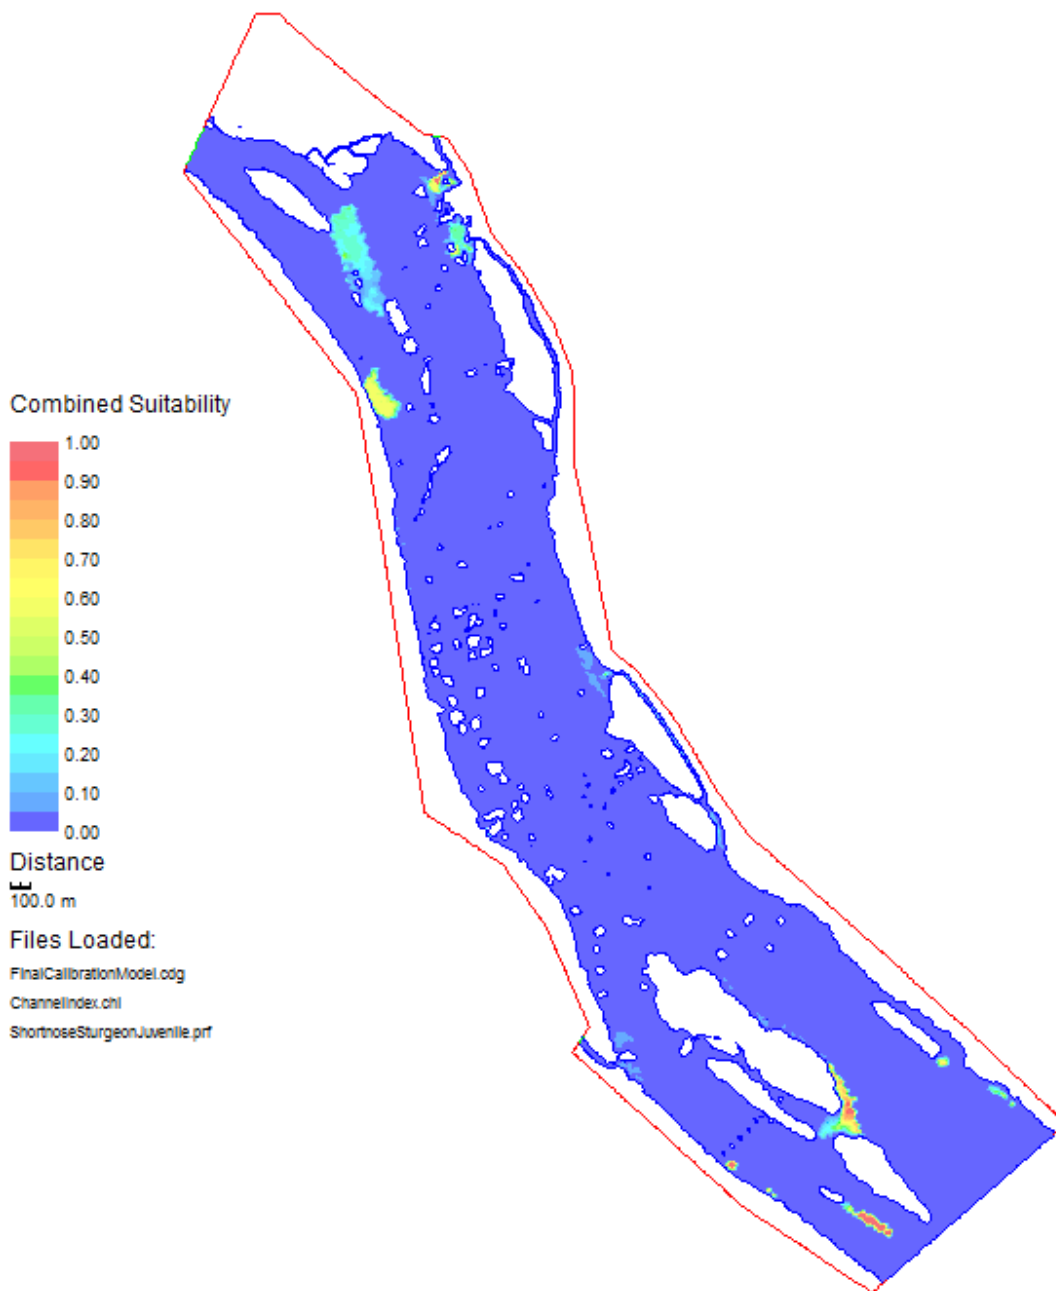 Combined Suitability
1.00
0.90
0.80
0.70
0.60
0.50
0.40
0.30
0.20
0.10
0.00
Distance
100.0 m
Files Loaded:
FinalCalibrationModel.cdg
ChannelIndex.chi
ShortnoseSturgeonJuvenile.prf